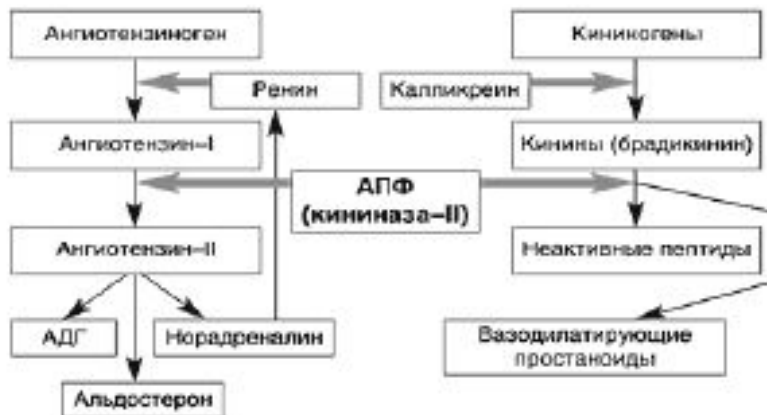 Ангиотензиноген
Кининогены
Ренин
Калликреин
Ангиотензин–I
Кинины (брадикинин)
АПФ
(кининаза–II)
Ангиотензин–II
Неактивные пептиды
АДГ
Норадреналин
Вазодилатирующие
простаноиды
Альдостерон